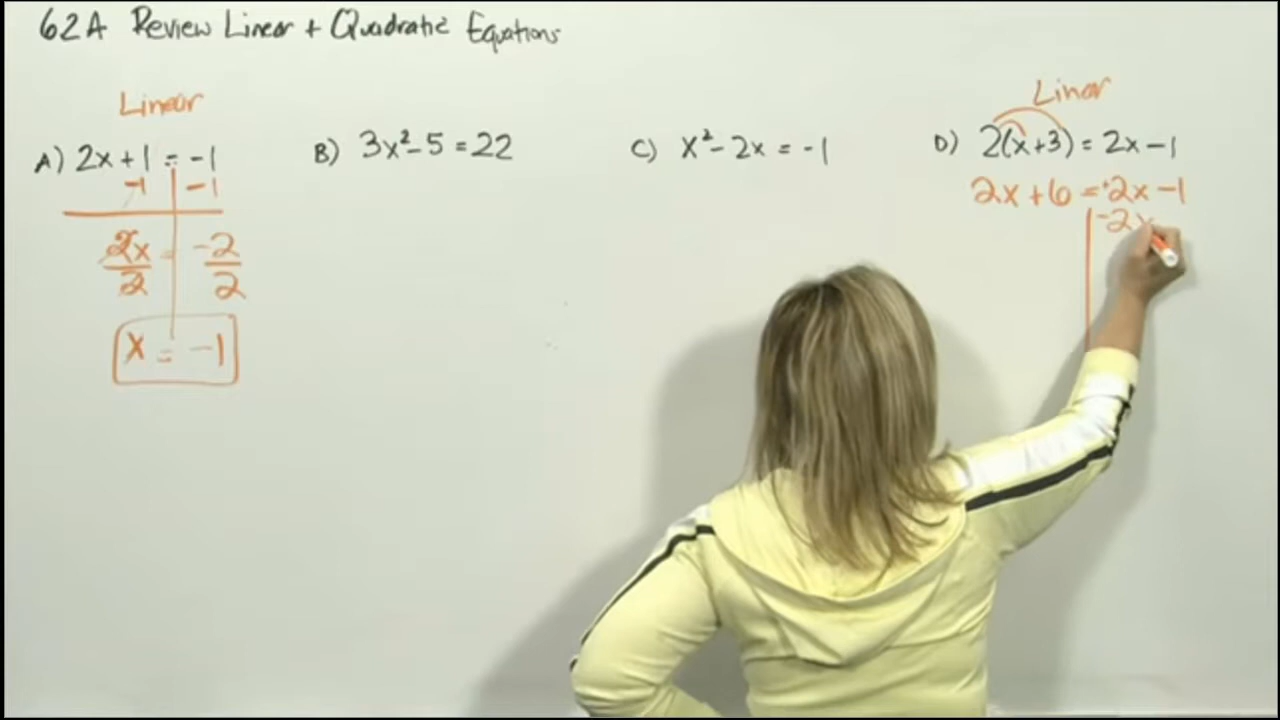 62A Review Linear + Quadratic Equations
Linear
A) 2x + 1 = -1
-1 -1
2x/2 = -2/2
x = -1
B) 3x² - 5 = 22
C) x² - 2x = -1
Linear
D) 2(x+3) = 2x - 1
2x + 6 = 2x - 1
-2x